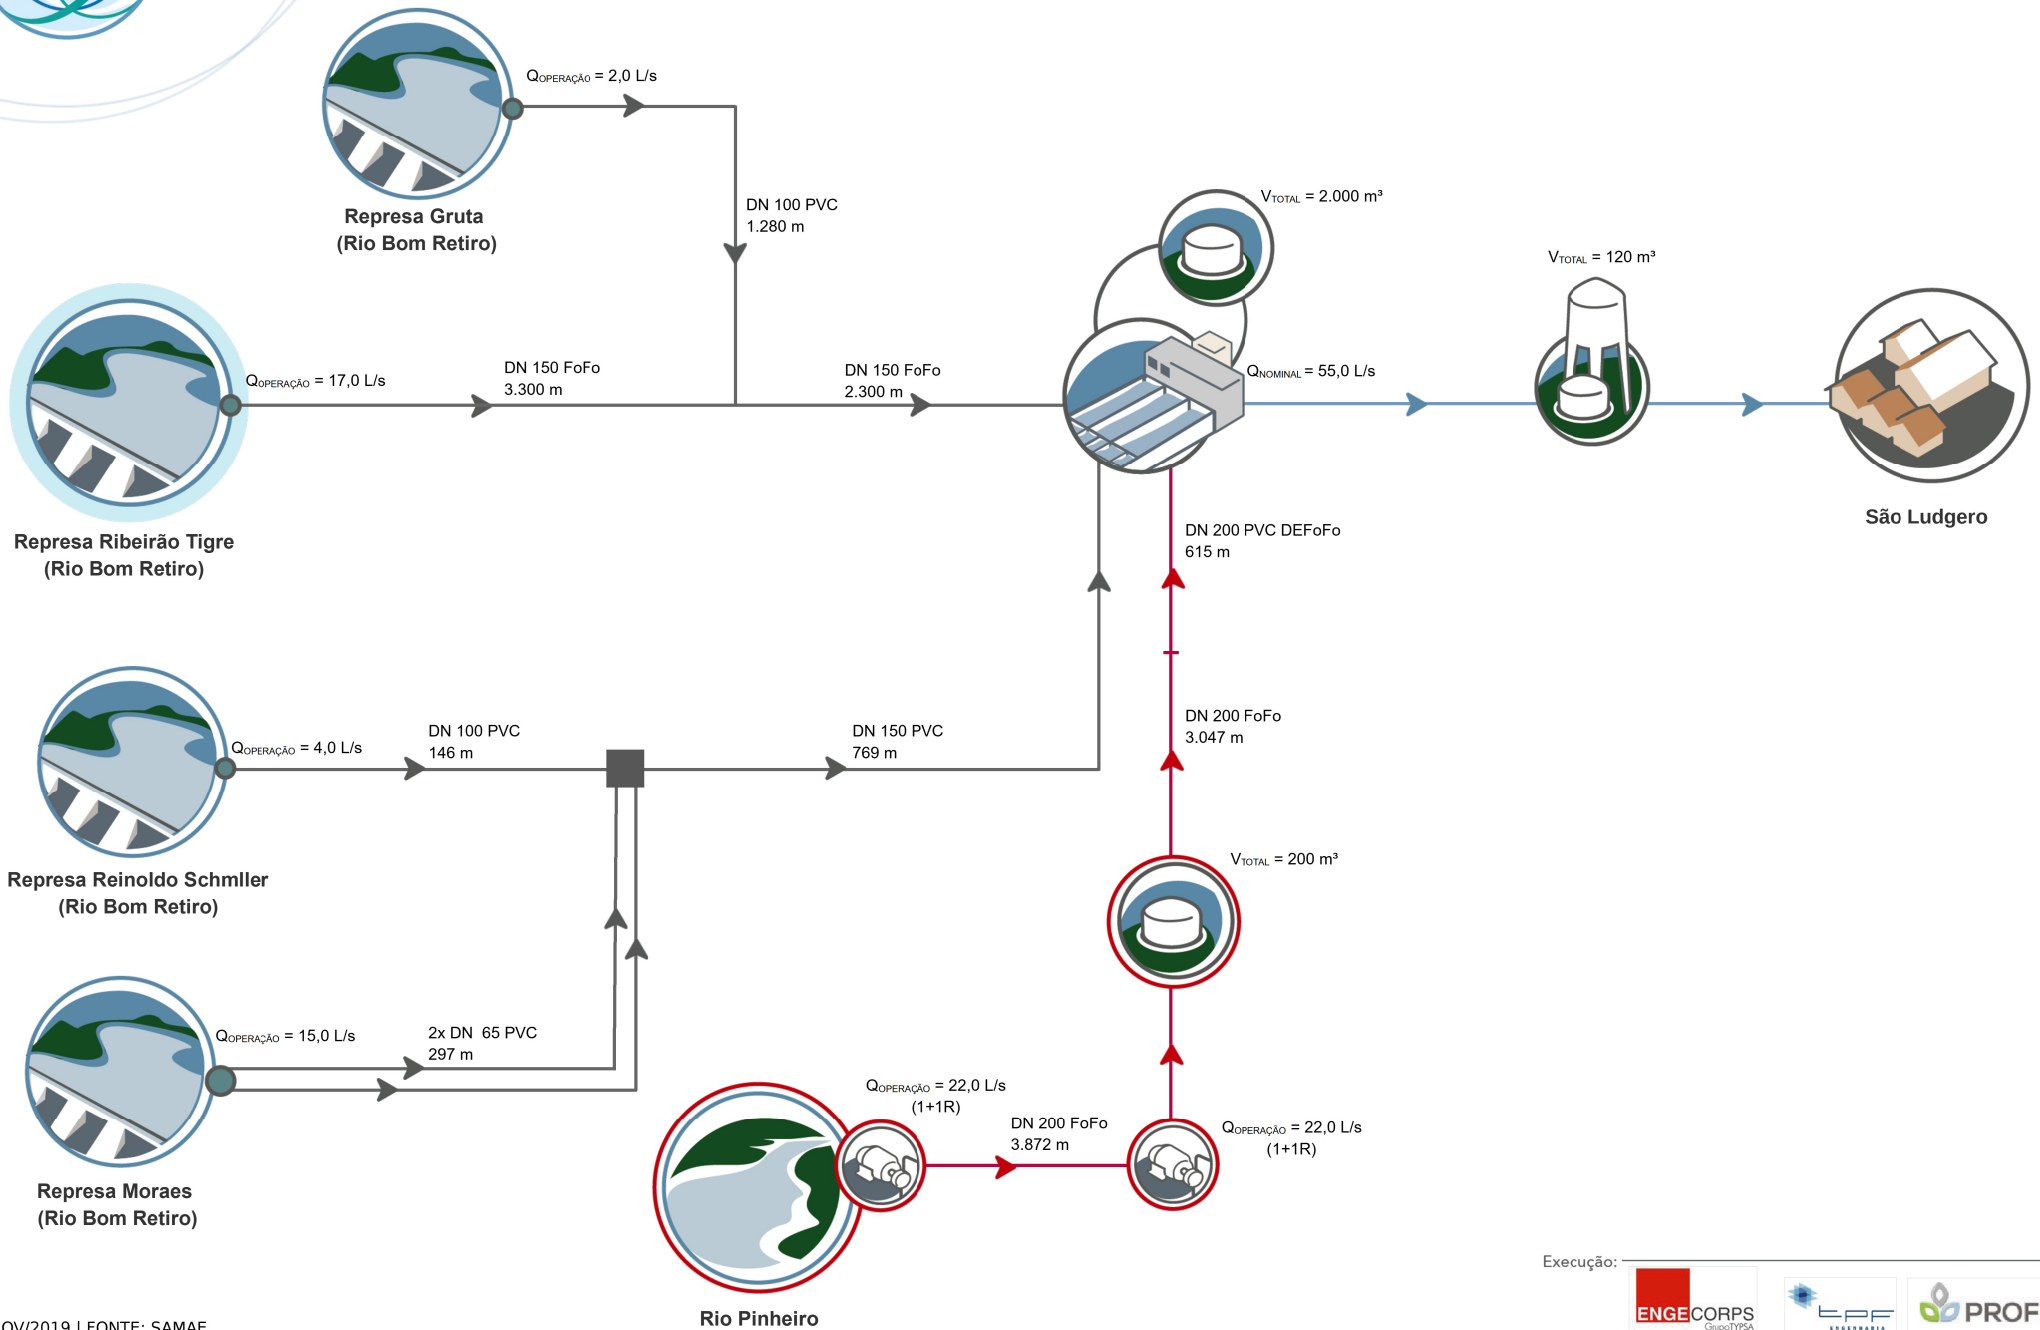 QOPERAÇÃO = 2,0 L/s
DN 100 PVC
1.280 m
Represa Gruta
(Rio Bom Retiro)
VTOTAL = 2.000 m³
VTOTAL = 120 m³
QOPERAÇÃO = 17,0 L/s
DN 150 FoFo
3.300 m
DN 150 FoFo
2.300 m
QNOMINAL = 55,0 L/s
São Ludgero
Represa Ribeirão Tigre
(Rio Bom Retiro)
DN 200 PVC DEFoFo
615 m
QOPERAÇÃO = 4,0 L/s
DN 100 PVC
146 m
DN 150 PVC
769 m
DN 200 FoFo
3.047 m
Represa Reinoldo Schmller
(Rio Bom Retiro)
VTOTAL = 200 m³
QOPERAÇÃO = 15,0 L/s
2x DN 65 PVC
297 m
Represa Moraes
(Rio Bom Retiro)
QOPERAÇÃO = 22,0 L/s
(1+1R)
DN 200 FoFo
3.872 m
QOPERAÇÃO = 22,0 L/s
(1+1R)
Rio Pinheiro
Execução:
ENGECORPS
GrupoTYPSA
tpf
ENGENHARIA
PROF
OV/2019 | FONTE: SAMAE